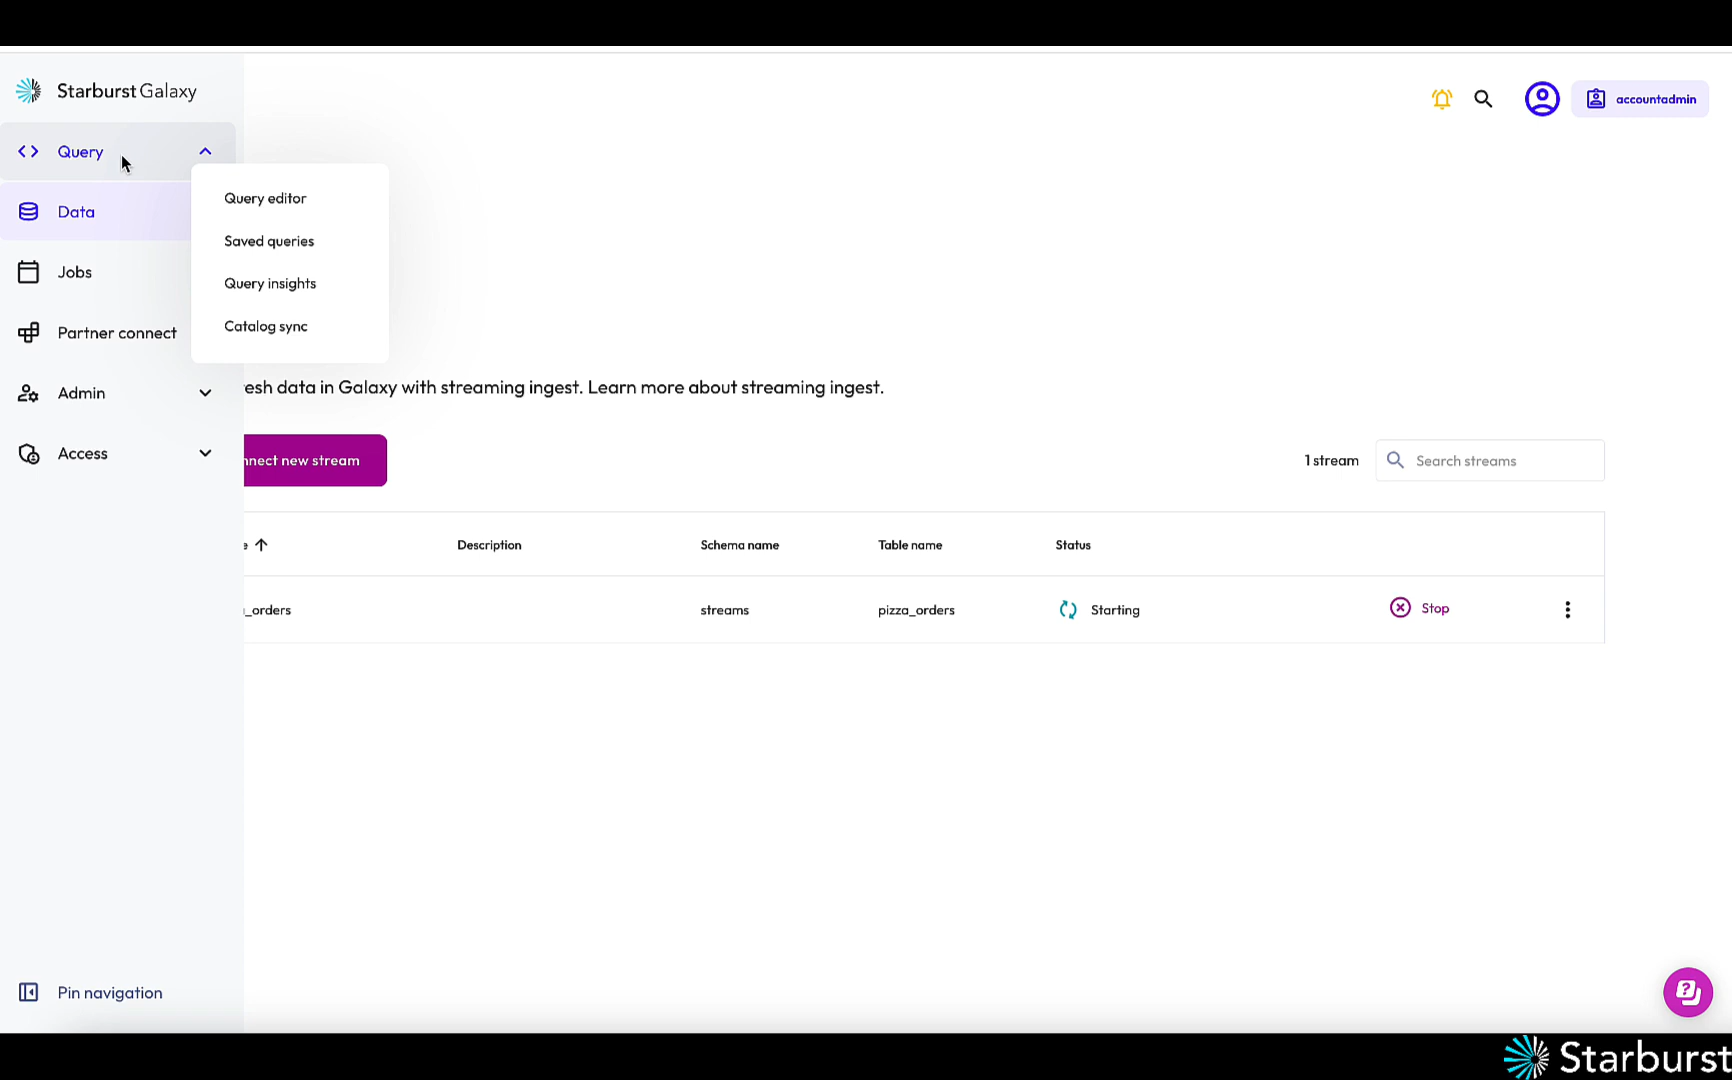 Starburst Galaxy
accountadmin
Query
Query editor
Data
Saved queries
Jobs
Query insights
Catalog sync
Partner connect
Admin
esh data in Galaxy with streaming ingest. Learn more about streaming ingest.
Access
nnect new stream
1 stream
Search streams
e
Description
Schema name
Table name
Status
_orders
streams
pizza_orders
Starting
Stop
Pin navigation
Starburst